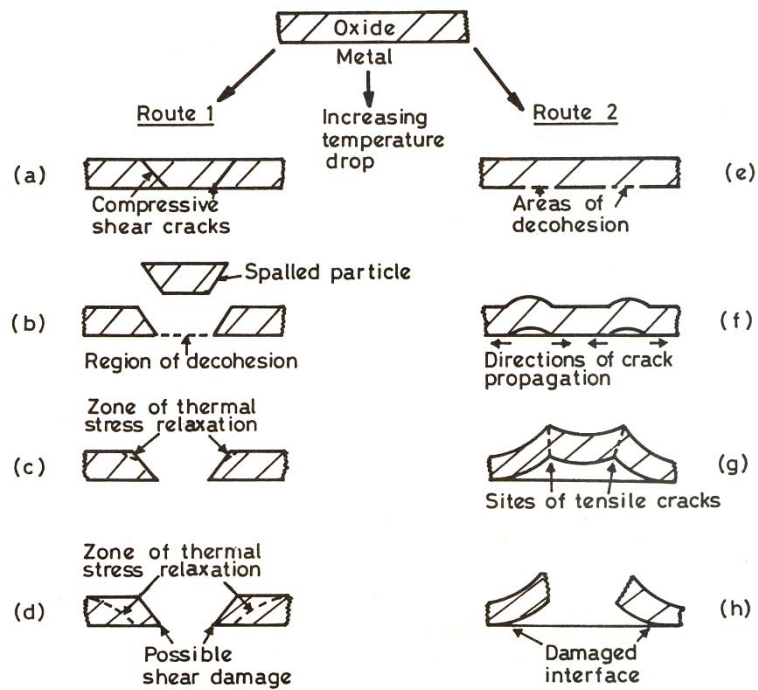 Oxide
Metal
Route 1
Increasing
temperature
drop
Route 2
(a)
Compressive
shear cracks
(e)
Areas of
decohesion
Spalled particle
(b)
Region of decohesion
(f)
Directions of crack
propagation
Zone of thermal
stress relaxation
(c)
(g)
Sites of tensile cracks
Zone of thermal
stress relaxation
(d)
Possible
shear damage
(h)
Damaged
interface